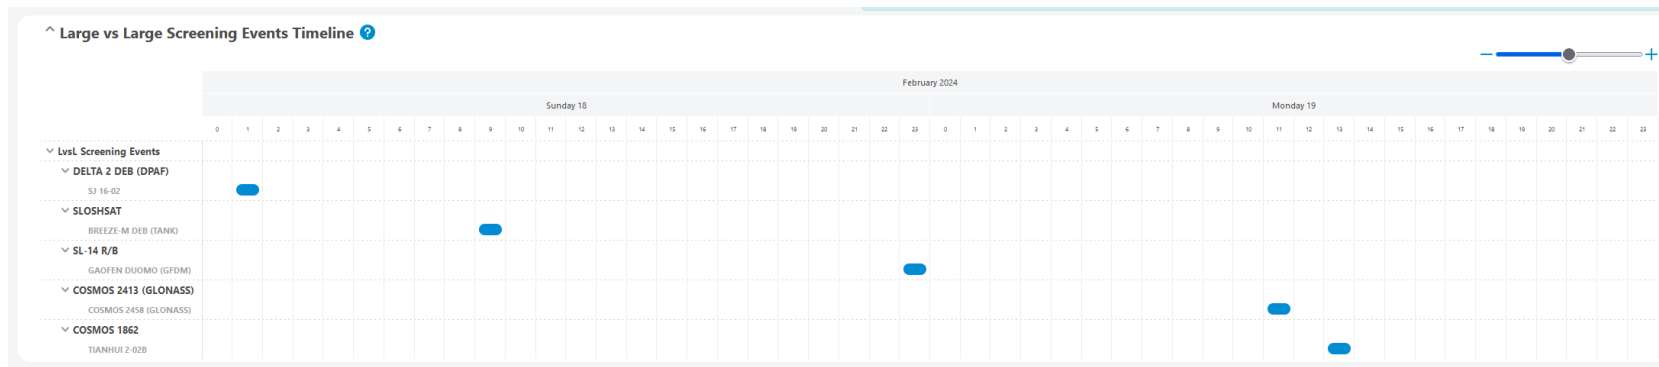 Large vs Large Screening Events Timeline ?
February 2024
Sunday 18 Monday 19
0 1 2 3 4 5 6 7 8 9 10 11 12 13 14 15 16 17 18 19 20 21 22 23 0 1 2 3 4 5 6 7 8 9 10 11 12 13 14 15 16 17 18 19 20 21 22 23
LvsL Screening Events
DELTA 2 DEB (DPAF)
SJ 16-02
SLOSHSAT
BREEZE-M DEB (TANK)
SL-14 R/B
GAOFEN DUOMO (GFDM)
COSMOS 2413 (GLONASS)
COSMOS 2458 (GLONASS)
COSMOS 1862
TIANHUI 2-02B